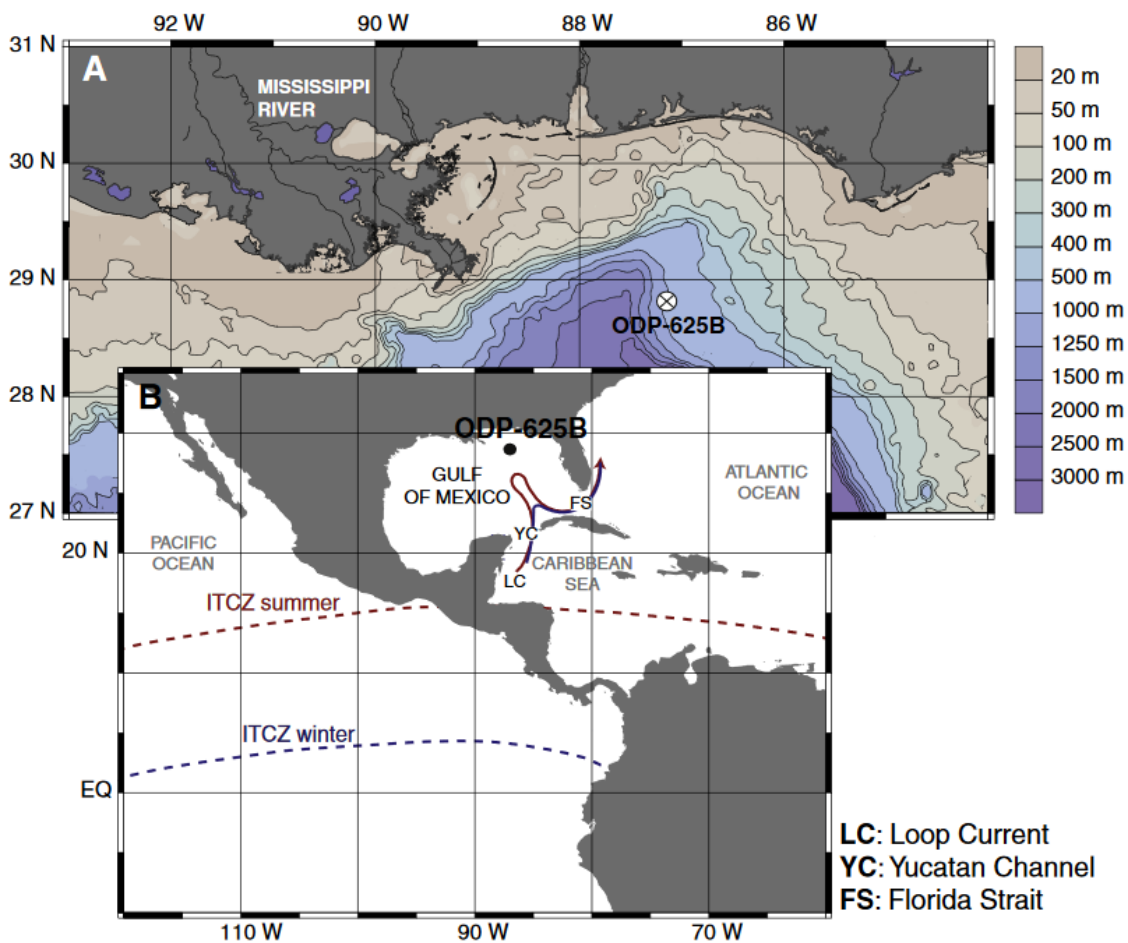 92 W 90 W 88 W 86 W
31 N
A
MISSISSIPPI
RIVER
30 N
29 N
28 N
27 N
ODP-625B
20 m
50 m
100 m
200 m
300 m
400 m
500 m
1000 m
1250 m
1500 m
2000 m
2500 m
3000 m
B
ODP-625B
GULF
OF MEXICO
ATLANTIC
OCEAN
FS
YC
20 N
PACIFIC
OCEAN
CARIBBEAN
SEA
LC
ITCZ summer
ITCZ winter
EQ
110 W 90 W 70 W
LC: Loop Current
YC: Yucatan Channel
FS: Florida Strait